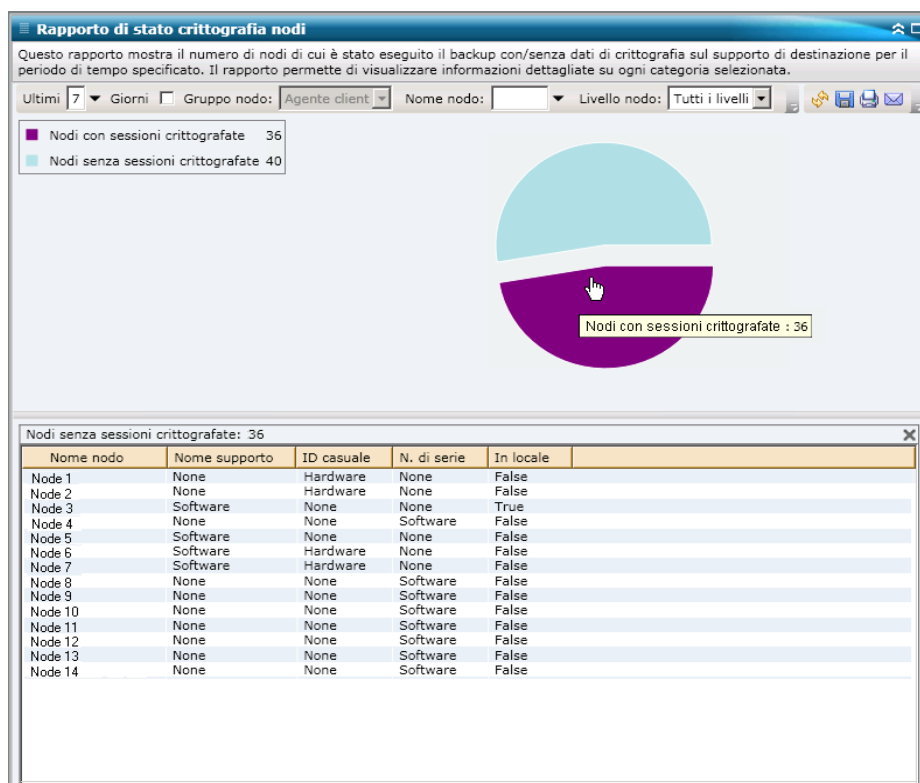 Rapporto di stato crittografia nodi
Questo rapporto mostra il numero di nodi di cui è stato eseguito il backup con/senza dati di crittografia sul supporto di destinazione per il
periodo di tempo specificato. Il rapporto permette di visualizzare informazioni dettagliate su ogni categoria selezionata.
Ultimi 7 Giorni Gruppo nodo: Agente client Nome nodo: Livello nodo: Tutti i livelli
Nodi con sessioni crittografate 36
Nodi senza sessioni crittografate 40
Nodi con sessioni crittografate : 36
Nodi senza sessioni crittografate: 36
Nome nodo Nome supporto ID casuale N. di serie In locale
Node 1 None Hardware None False
Node 2 None Hardware None False
Node 3 Software None None True
Node 4 None None Software False
Node 5 Software None None False
Node 6 Software Hardware None False
Node 7 Software Hardware None False
Node 8 None None Software False
Node 9 None None Software False
Node 10 None None Software False
Node 11 None None Software False
Node 12 None None Software False
Node 13 None None Software False
Node 14 None None Software False